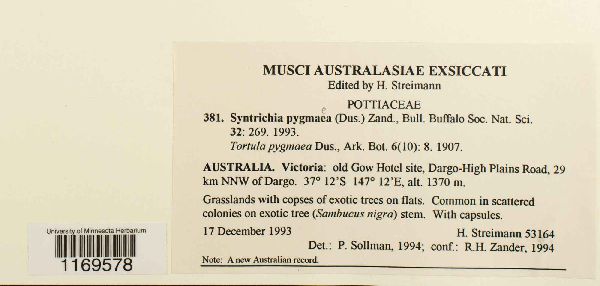 MUSCI AUSTRALASIAE EXSICCATI
Edited by H. Streimann
POTTIACEAE
381. Syntrichia pygmaea (Dus.) Zand., Bull. Buffalo Soc. Nat. Sci.
32: 269. 1993.
Tortula pygmaea Dus., Ark. Bot. 6(10): 8. 1907.
AUSTRALIA. Victoria: old Gow Hotel site, Dargo-High Plains Road, 29
km NNW of Dargo. 37° 12'S 147° 12'E, alt. 1370 m.
Grasslands with copses of exotic trees on flats. Common in scattered
colonies on exotic tree (Sambucus nigra) stem. With capsules.
17 December 1993 H. Streimann 53164
Det.: P. Sollman, 1994; conf.: R.H. Zander, 1994
Note: A new Australian record.
University of Minnesota Herbarium
1169578